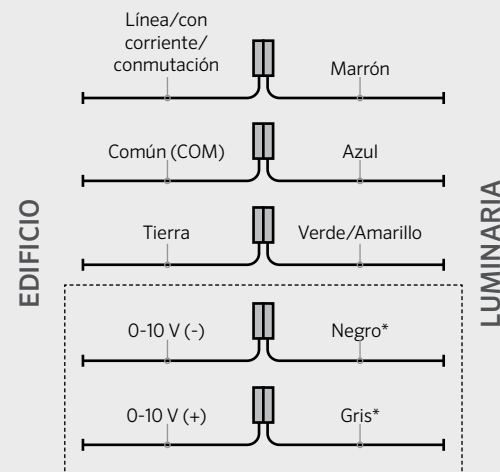 Línea/con
corriente/
conmutación
Marrón
Común (COM)
Azul
Tierra
Verde/Amarillo
EDIFICIO
LUMINARIA
0-10 V (-)
Negro*
0-10 V (+)
Gris*